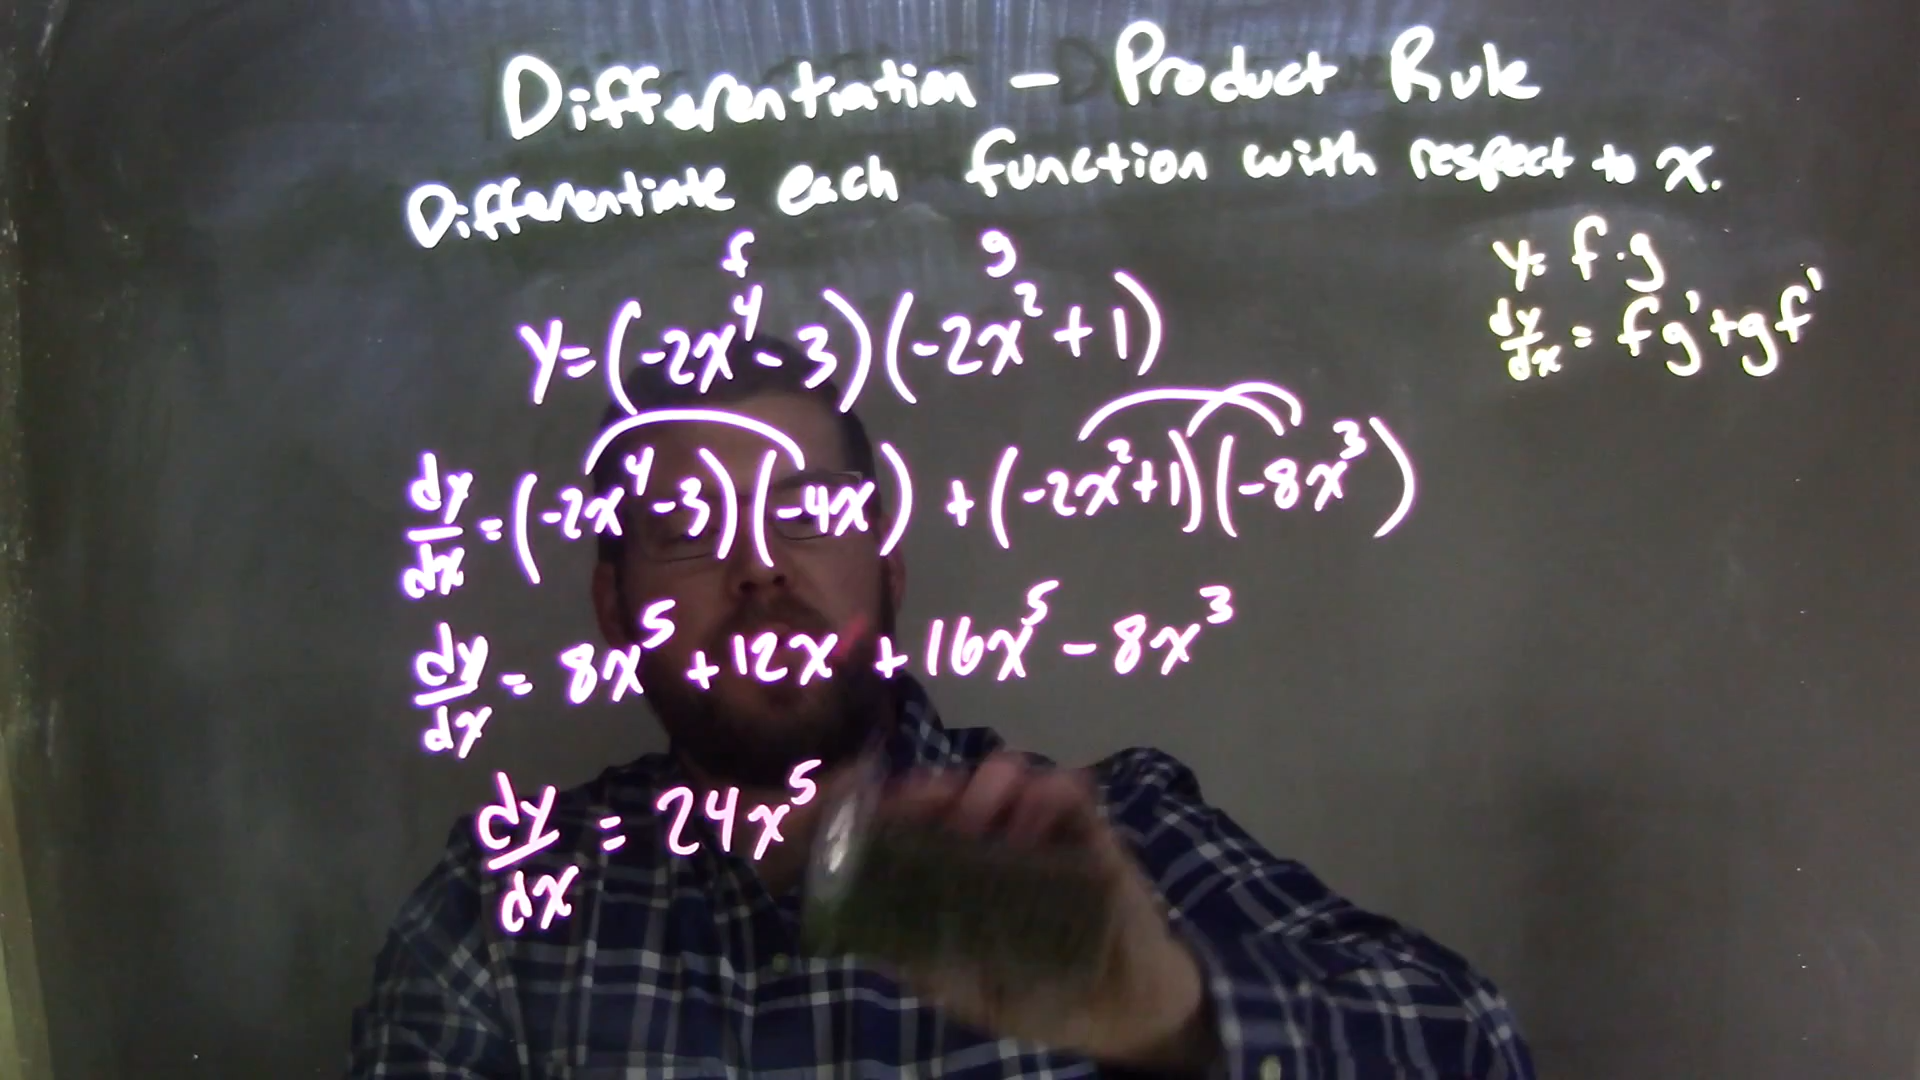 Differentiation - Product Rule
Differentiate each function with respect to x.
f g
y = (-2x⁴ - 3)(-2x² + 1)
y = f · g
dy/dx = fg' + gf'
dy/dx = (-2x⁴ - 3)(-4x) + (-2x² + 1)(-8x³)
dy/dx = 8x⁵ + 12x + 16x⁵ - 8x³
dy/dx = 24x⁵